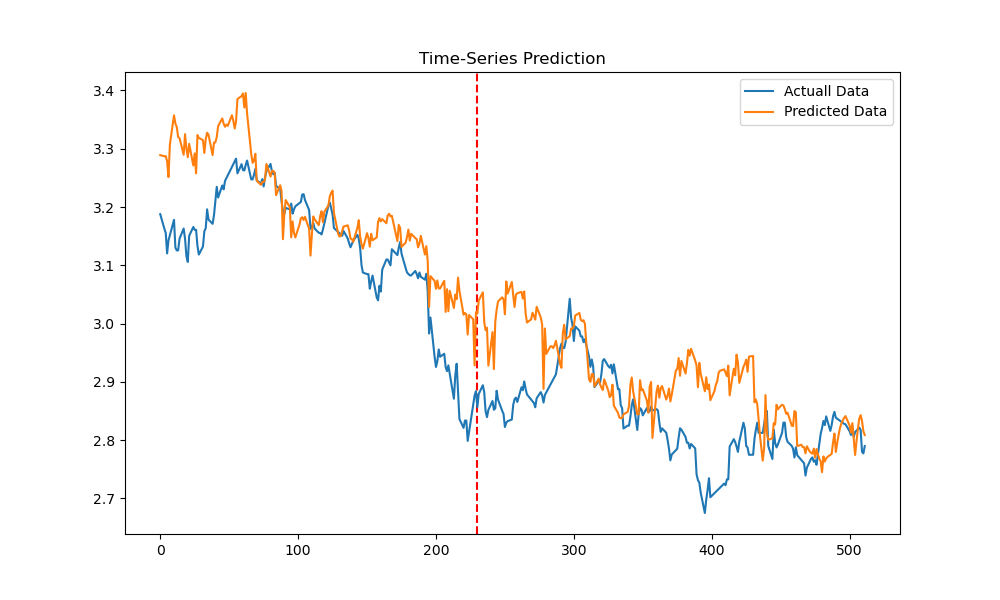 Time-Series Prediction
Actuall Data
Predicted Data
3.4
3.3
3.2
3.1
3.0
2.9
2.8
2.7
0 100 200 300 400 500